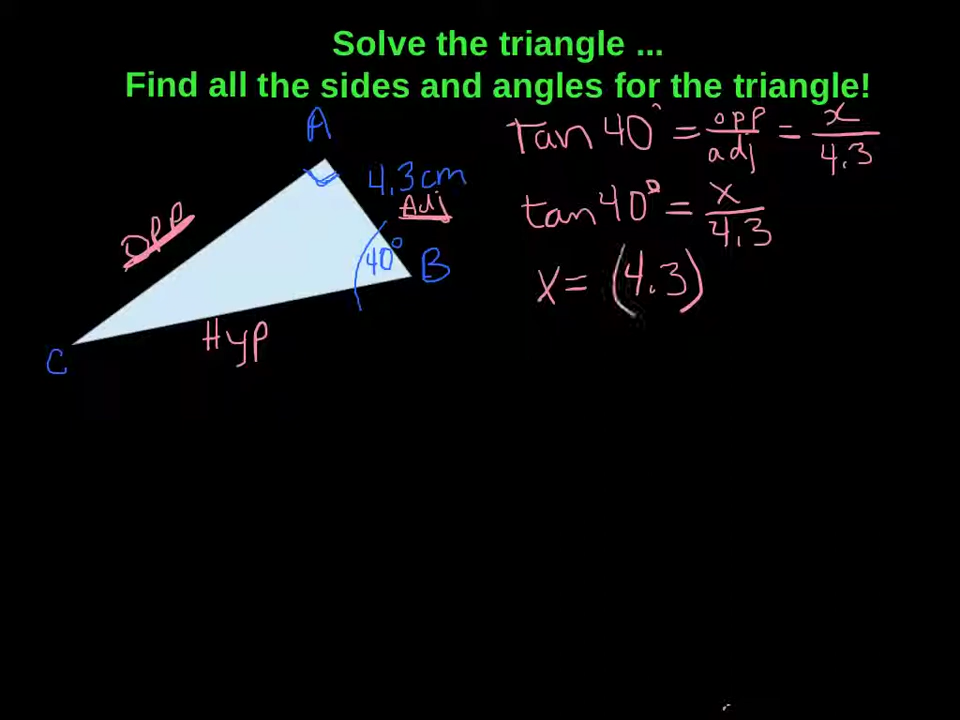 Solve the triangle ...
Find all the sides and angles for the triangle!
A
4.3cm
Adj
Opp
40°
B
Hyp
C
tan 40° = opp/adj = x/4.3
tan 40° = x/4.3
x = (4.3)